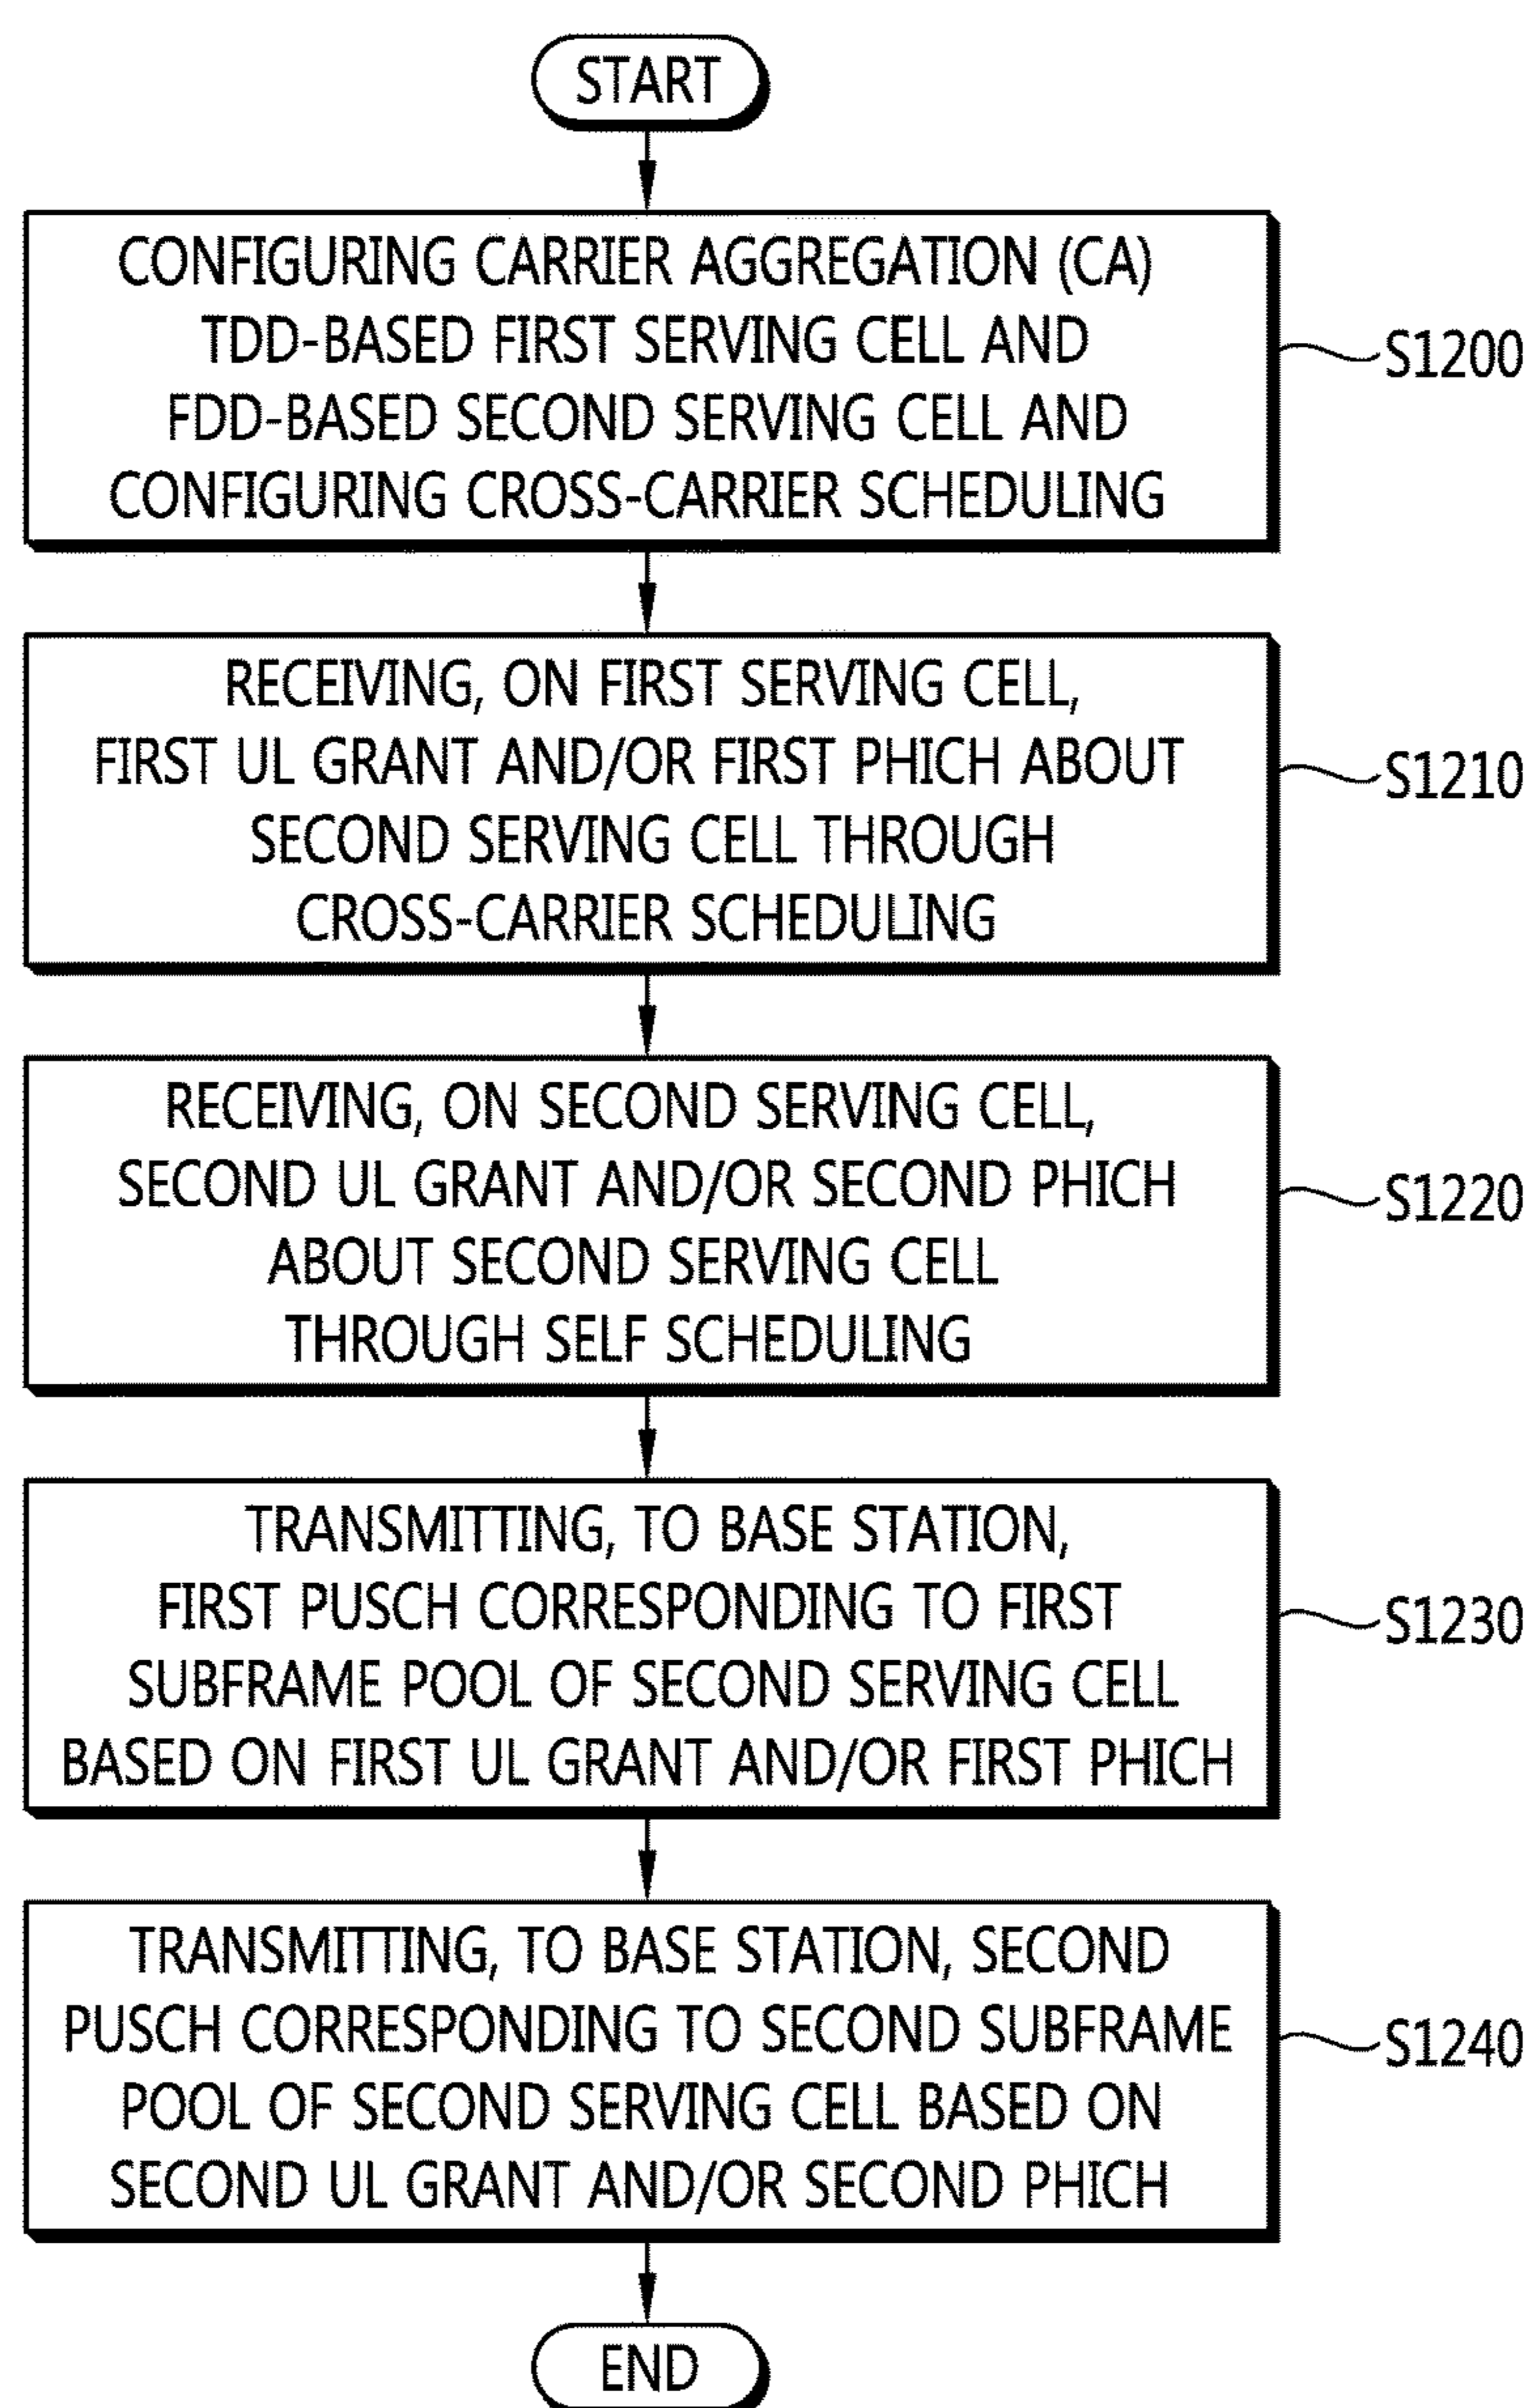 START
CONFIGURING CARRIER AGGREGATION (CA)
TDD-BASED FIRST SERVING CELL AND
FDD-BASED SECOND SERVING CELL AND
CONFIGURING CROSS-CARRIER SCHEDULING
S1200
RECEIVING, ON FIRST SERVING CELL,
FIRST UL GRANT AND/OR FIRST PHICH ABOUT
SECOND SERVING CELL THROUGH
CROSS-CARRIER SCHEDULING
S1210
RECEIVING, ON SECOND SERVING CELL,
SECOND UL GRANT AND/OR SECOND PHICH
ABOUT SECOND SERVING CELL
THROUGH SELF SCHEDULING
S1220
TRANSMITTING, TO BASE STATION,
FIRST PUSCH CORRESPONDING TO FIRST
SUBFRAME POOL OF SECOND SERVING CELL
BASED ON FIRST UL GRANT AND/OR FIRST PHICH
S1230
TRANSMITTING, TO BASE STATION, SECOND
PUSCH CORRESPONDING TO SECOND SUBFRAME
POOL OF SECOND SERVING CELL BASED ON
SECOND UL GRANT AND/OR SECOND PHICH
S1240
END